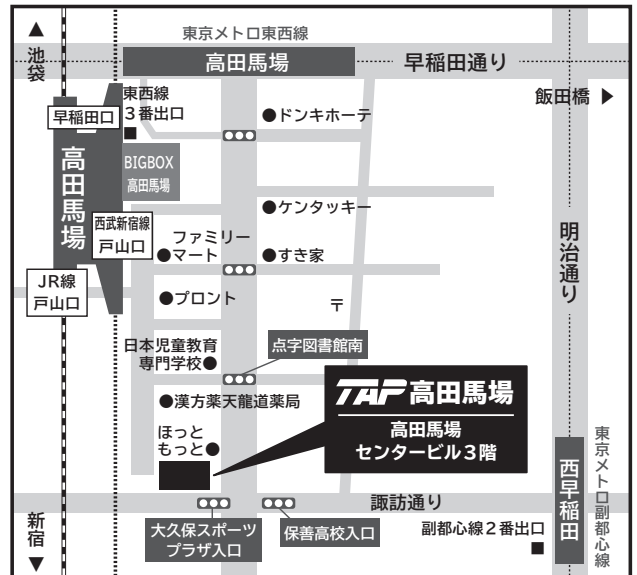 ▲
池袋
東京メトロ東西線
高田馬場
早稲田通り
飯田橋 ▶
早稲田口
東西線
3番出口
■
●ドンキホーテ
高田馬場
BIGBOX
高田馬場
●ケンタッキー
西武新宿線
戸山口
ファミリー
●マート
●すき家
明治通り
JR線
戸山口
●プロント
〒
日本児童教育
専門学校●
点字図書館南
TAP高田馬場
高田馬場
センタービル3階
●漢方薬天龍道薬局
ほっと
もっと●
諏訪通り
西早稲田
東京メトロ副都心線
新宿
▼
大久保スポーツ
プラザ入口
保善高校入口
副都心線2番出口
■